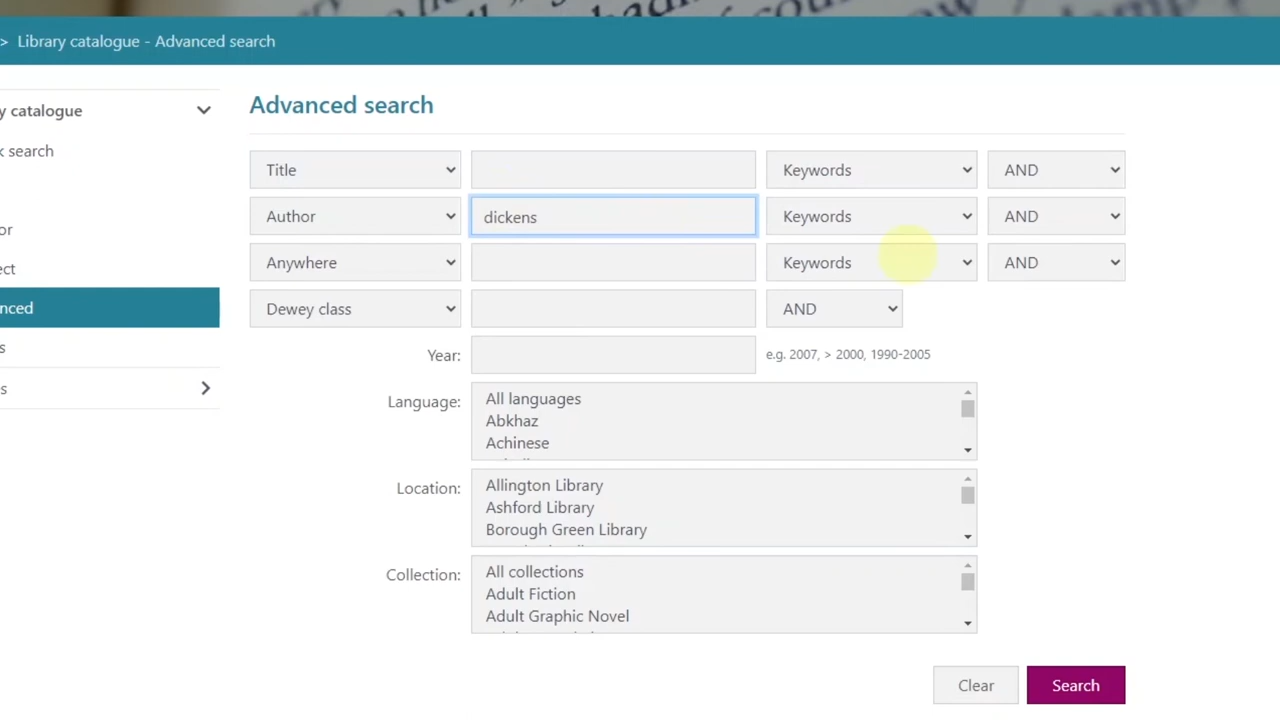 > Library catalogue - Advanced search
y catalogue
k search
or
ect
nced
s
s
Advanced search
Title Keywords AND
Author dickens Keywords AND
Anywhere Keywords AND
Dewey class AND
Year: e.g. 2007, > 2000, 1990-2005
Language: All languages
Abkhaz
Achinese
Location: Allington Library
Ashford Library
Borough Green Library
Collection: All collections
Adult Fiction
Adult Graphic Novel
Clear Search